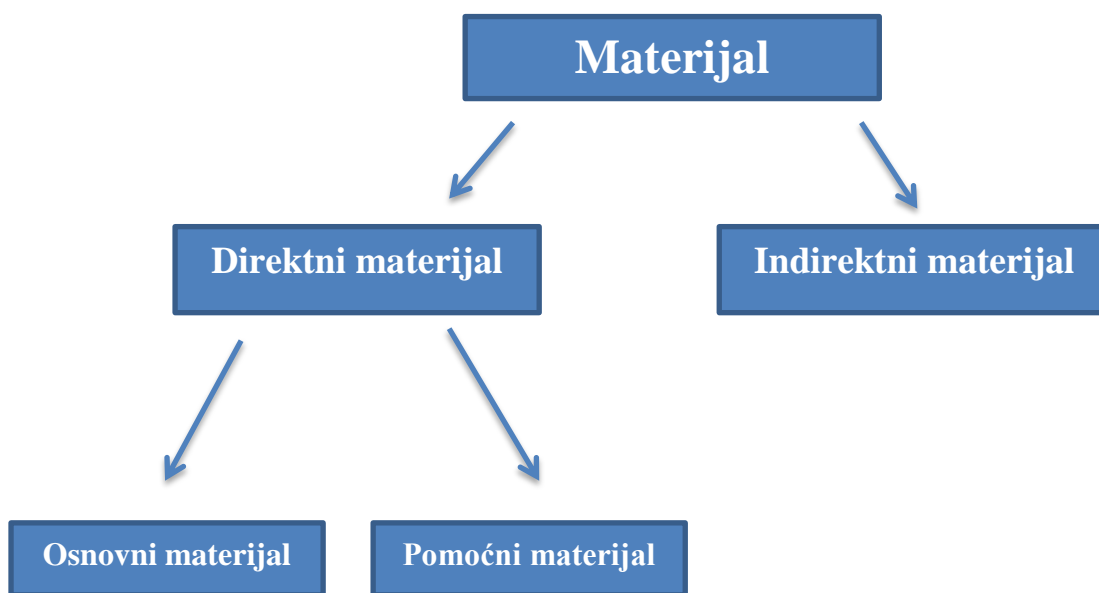 Materijal
Direktni materijal
Indirektni materijal
Osnovni materijal
Pomoćni materijal